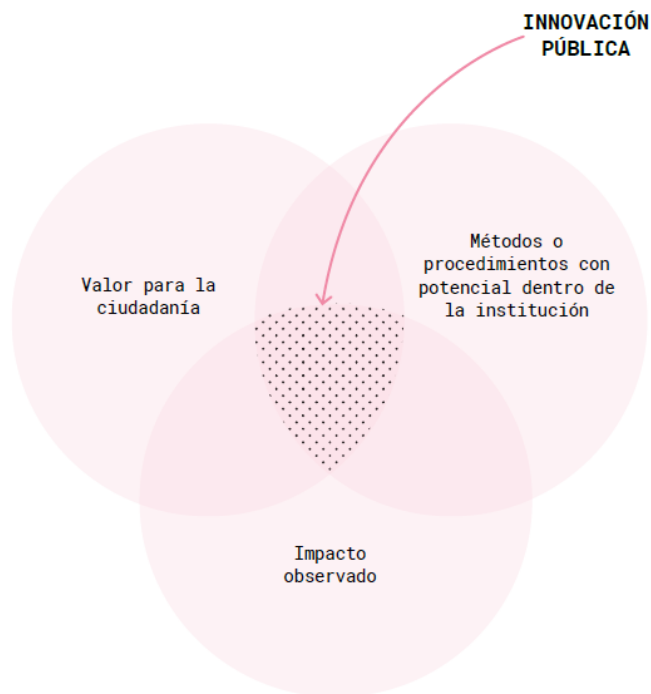 INNOVACIÓN
PÚBLICA
Valor para la
ciudadanía
Métodos o
procedimientos con
potencial dentro de
la institución
Impacto
observado